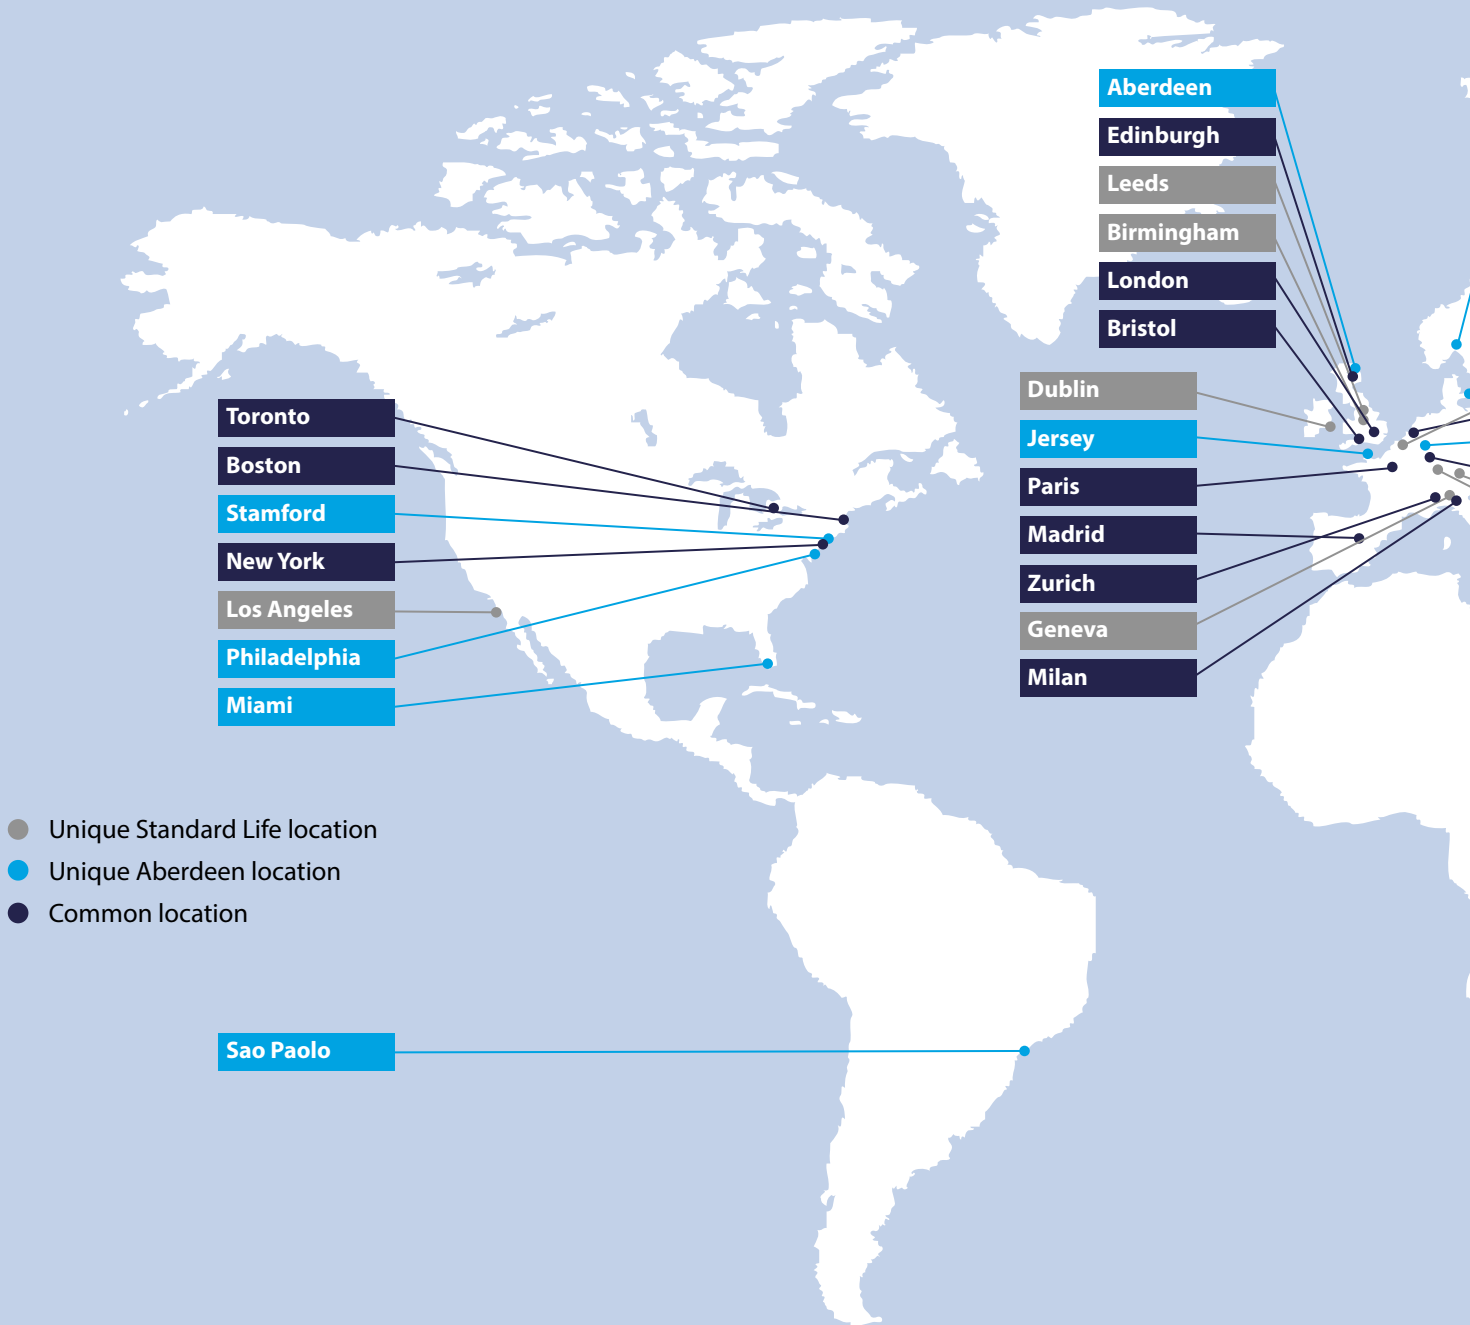 Aberdeen
Edinburgh
Leeds
Birmingham
London
Bristol
Dublin
Jersey
Paris
Madrid
Zurich
Geneva
Milan
Toronto
Boston
Stamford
New York
Los Angeles
Philadelphia
Miami
Unique Standard Life location
Unique Aberdeen location
Common location
Sao Paolo